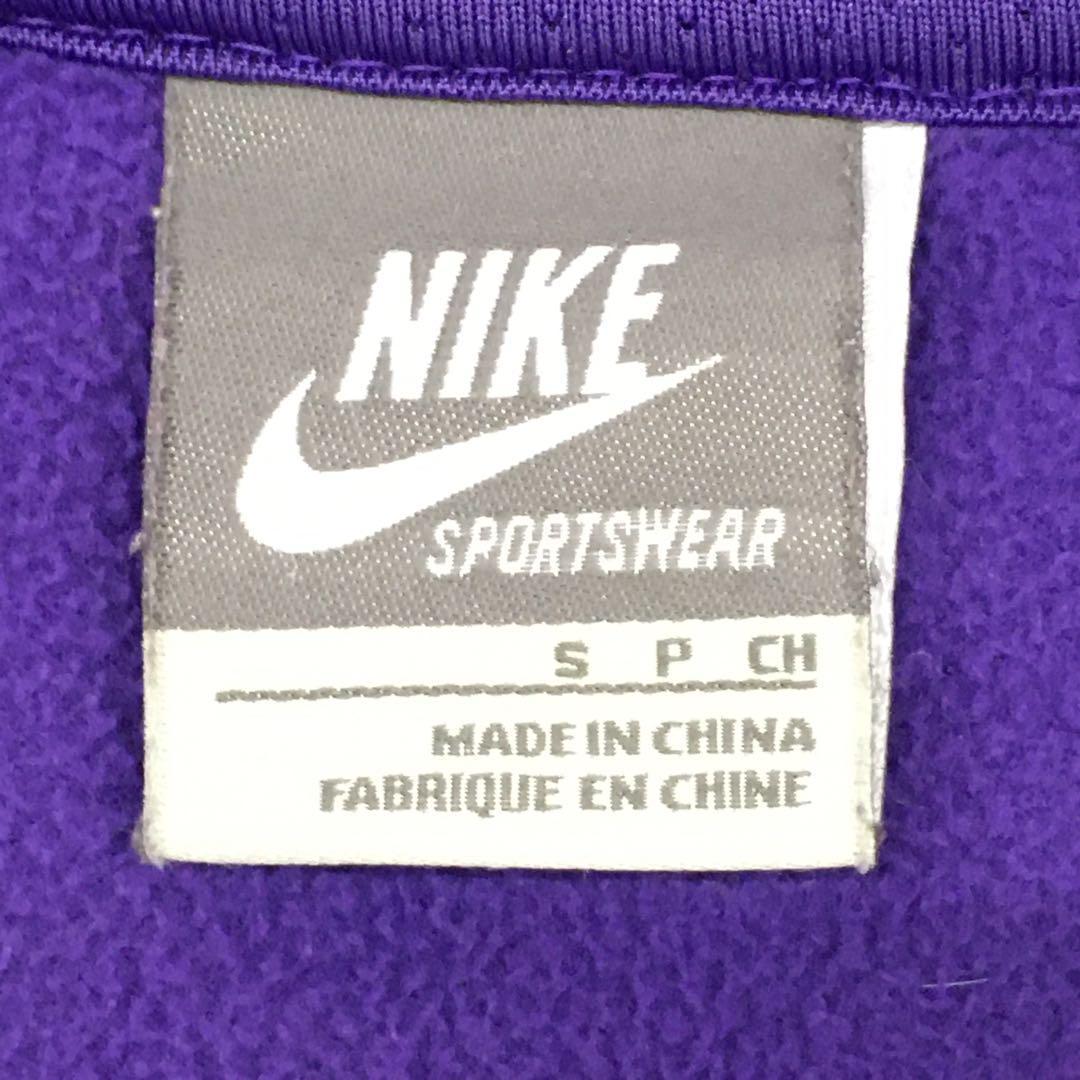 NIKE
SPORTSWEAR
S P CH
MADE IN CHINA
FABRIQUE EN CHINE